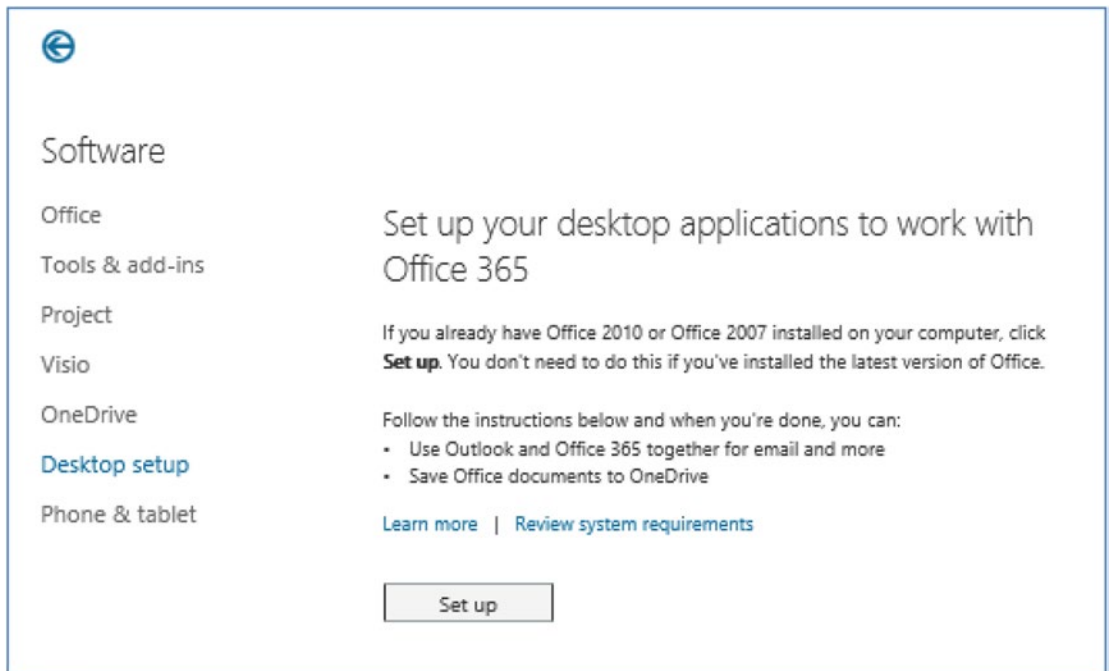 Software
Office
Tools & add-ins
Project
Visio
OneDrive
Desktop setup
Phone & tablet
Set up your desktop applications to work with
Office 365
If you already have Office 2010 or Office 2007 installed on your computer, click
Set up. You don't need to do this if you've installed the latest version of Office.
Follow the instructions below and when you're done, you can:
• Use Outlook and Office 365 together for email and more
• Save Office documents to OneDrive
Learn more | Review system requirements
Set up